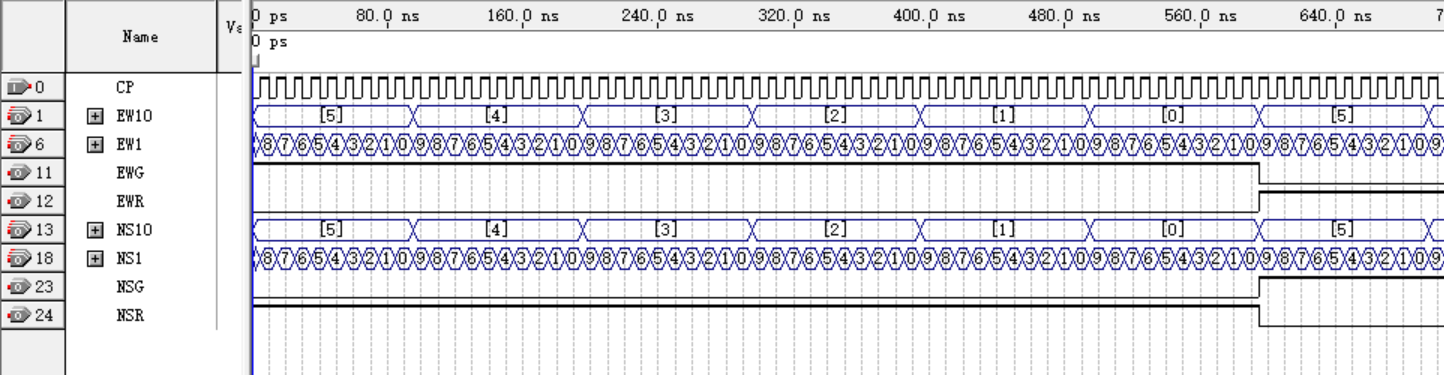 0 ps 80.0 ns 160.0 ns 240.0 ns 320.0 ns 400.0 ns 480.0 ns 560.0 ns 640.0 ns 7
Name Va 0 ps
0 CP
1 EW10 [5] [4] [3] [2] [1] [0] [5]
6 EW1 8 7 6 5 4 3 2 1 0 9 8 7 6 5 4 3 2 1 0 9 8 7 6 5 4 3 2 1 0 9 8 7 6 5 4 3 2 1 0 9 8 7 6 5 4 3 2 1 0 9 8 7 6 5 4 3 2 1 0 9 8 7 6 5 4 3 2 1 0 9
11 EWG
12 EWR
13 NS10 [5] [4] [3] [2] [1] [0] [5]
18 NS1 8 7 6 5 4 3 2 1 0 9 8 7 6 5 4 3 2 1 0 9 8 7 6 5 4 3 2 1 0 9 8 7 6 5 4 3 2 1 0 9 8 7 6 5 4 3 2 1 0 9 8 7 6 5 4 3 2 1 0 9 8 7 6 5 4 3 2 1 0 9
23 NSG
24 NSR